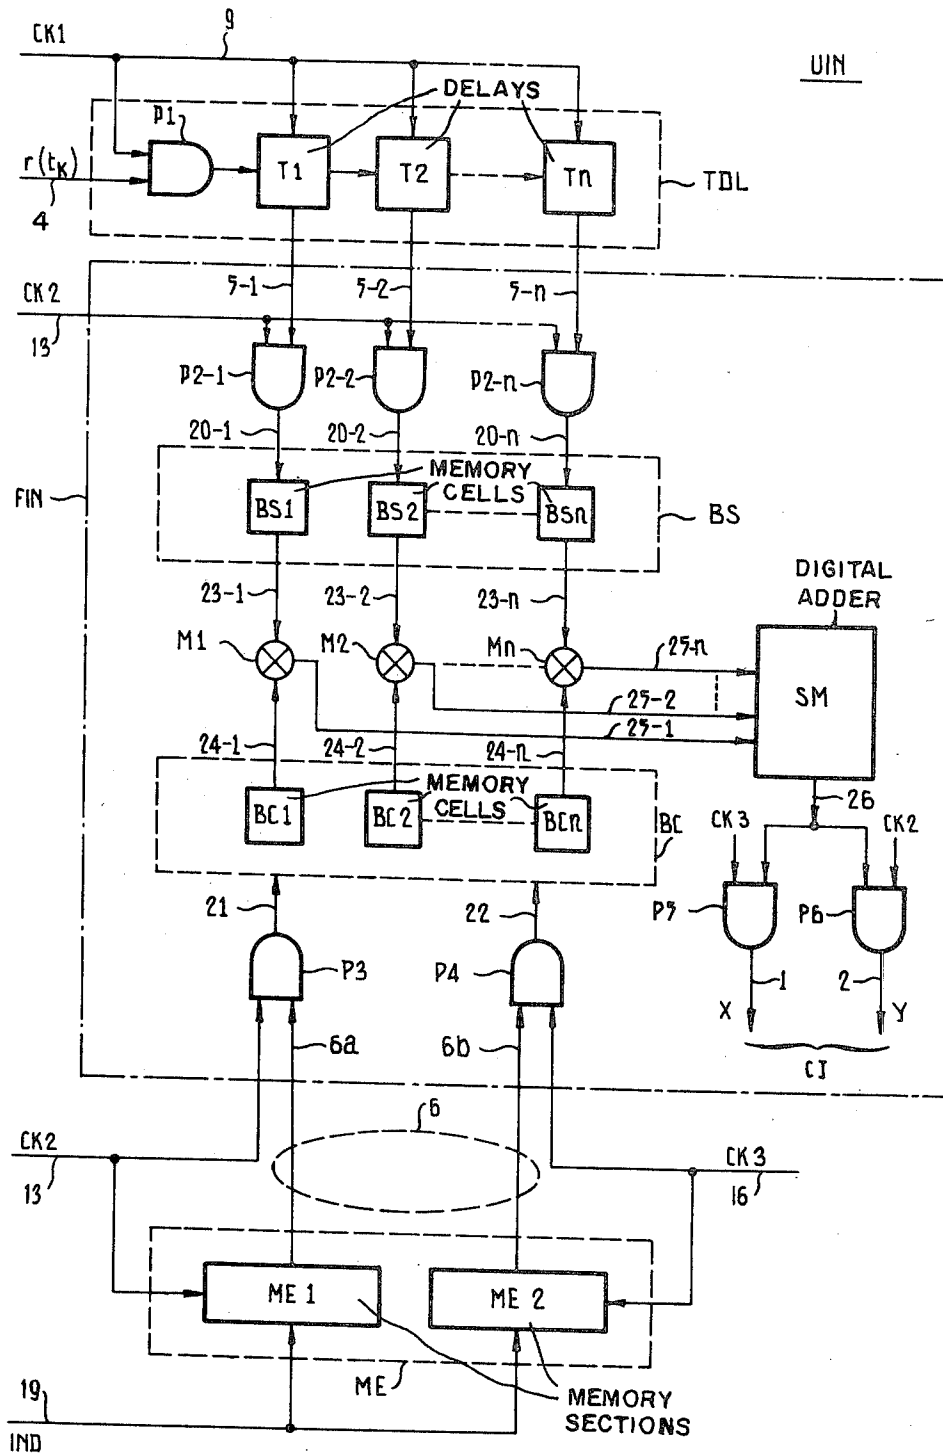 CK1
9
UIN
DELAYS
P1
r(tK)
4
T1
T2
Tn
TDL
5-1
5-2
5-n
CK2
13
P2-1
P2-2
P2-n
20-1
20-2
20-n
MEMORY
CELLS
FIN
BS1
BS2
BSn
BS
23-1
23-2
23-n
DIGITAL
ADDER
M1
M2
Mn
25-n
25-2
25-1
SM
24-1
24-2
24-n
MEMORY
CELLS
BC1
BC2
BCn
BC
26
CK3
CK2
21
22
P5
P6
P3
P4
1
2
X
Y
6a
6b
CJ
6
CK2
13
CK3
16
ME1
ME2
ME
MEMORY
SECTIONS
19
IND